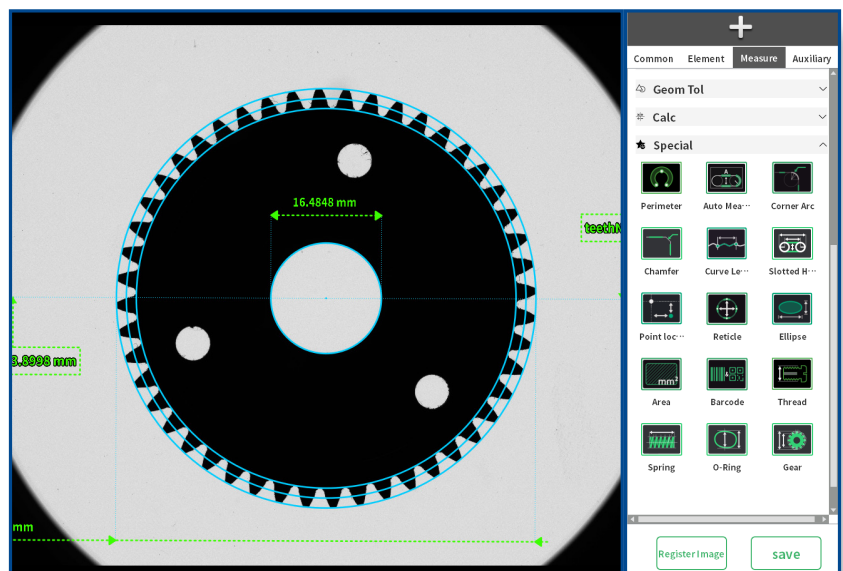 Common Element Measure Auxiliary
Geom Tol
Calc
Special
Perimeter Auto Mea··· Corner Arc
Chamfer Curve Le··· Slotted H···
Point loc··· Reticle Ellipse
mm²
Area Barcode Thread
Spring O-Ring Gear
Register Image save
16.4848 mm
teethN
3.8998 mm
mm